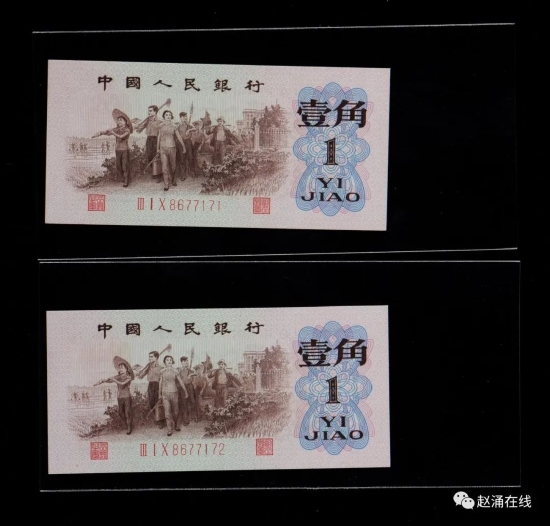 中國人民銀行
壹角
1
YI
JIAO
III I X 8677171
中國人民銀行
壹角
1
YI
JIAO
III I X 8677172
赵涌在线